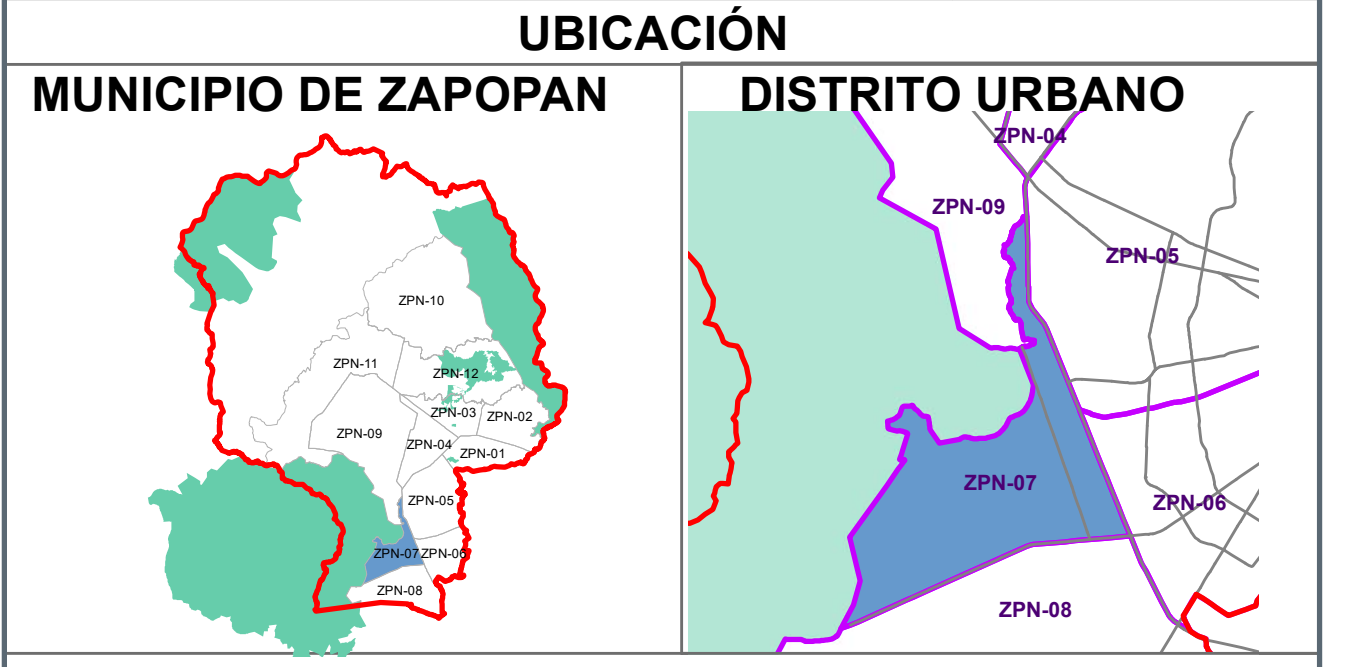 UBICACIÓN
MUNICIPIO DE ZAPOPAN
ZPN-10
ZPN-11
ZPN-12
ZPN-03
ZPN-02
ZPN-09
ZPN-04
ZPN-01
ZPN-05
ZPN-07
ZPN-06
ZPN-08
DISTRITO URBANO
ZPN-04
ZPN-09
ZPN-05
ZPN-07
ZPN-06
ZPN-08